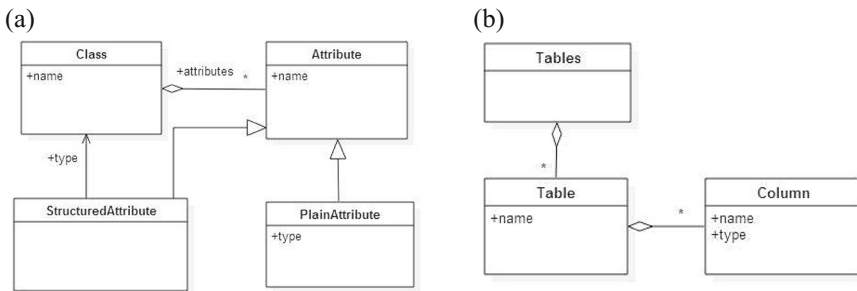 (a)
Class
+name
+attributes
*
Attribute
+name
+type
StructuredAttribute
PlainAttribute
+type
(b)
Tables
*
Table
+name
*
Column
+name
+type